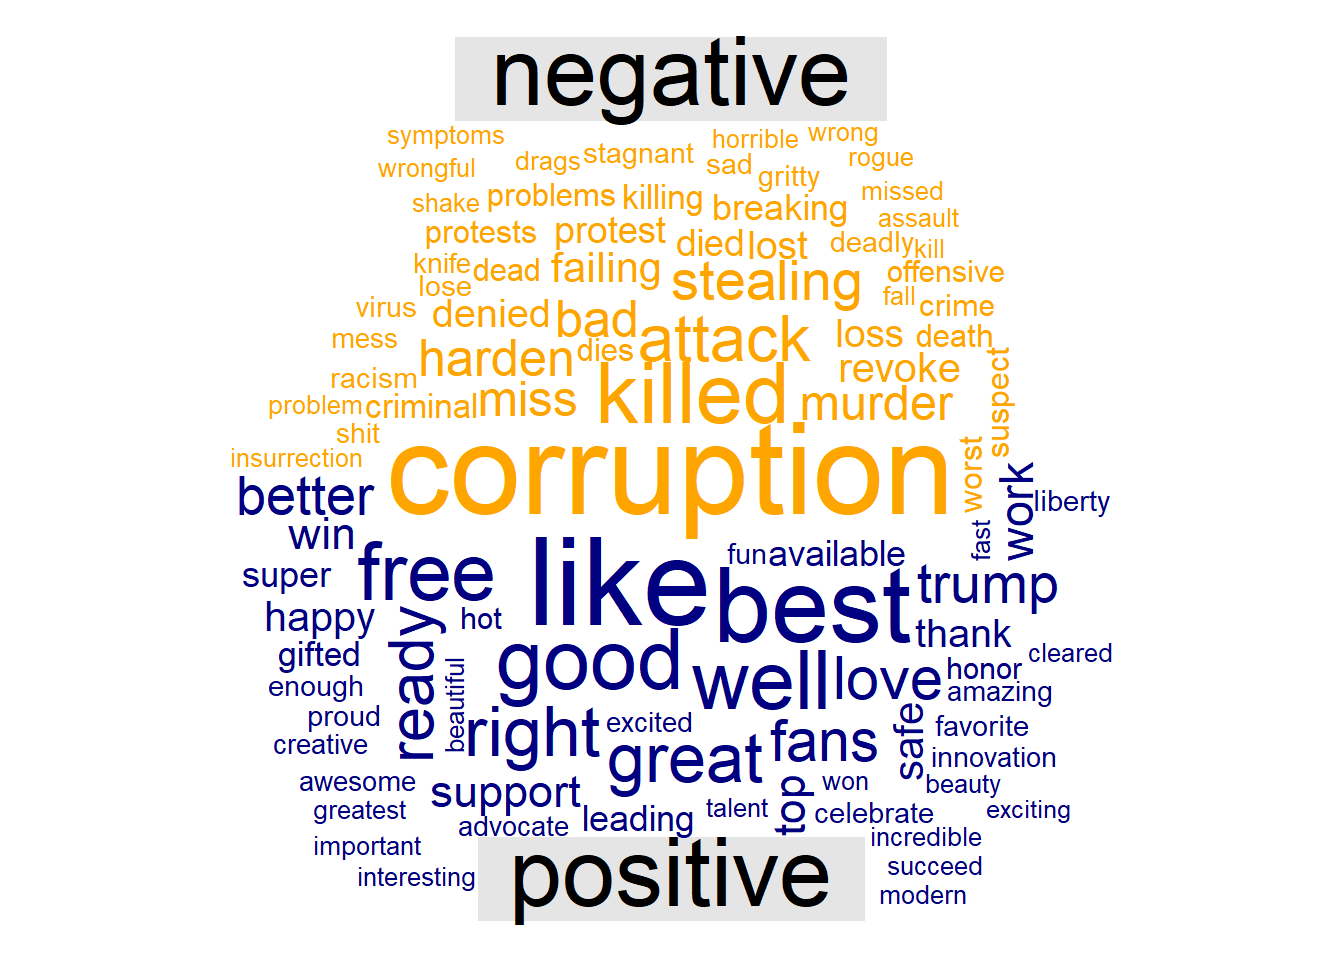 negative
symptoms
horrible
wrong
wrongful
drags
stagnant
sad
gritty
rogue
missed
shake
problems
killing
breaking
assault
protests
protest
died
lost
deadly
kill
knife
dead
failing
stealing
offensive
lose
fall
crime
virus
denied
bad
attack
loss
death
mess
harden
dies
revoke
suspect
racism
problem
criminal
miss
killed
murder
shit
corruption
worst
insurrection
better
work
liberty
win
free
like
fun
available
fast
super
best
trump
happy
ready
hot
good
thank
gifted
well
love
honor
cleared
enough
beautiful
amazing
proud
right
excited
fans
safe
favorite
creative
great
innovation
awesome
support
top
won
beauty
greatest
advocate
leading
talent
celebrate
exciting
important
incredible
interesting
positive
succeed
modern